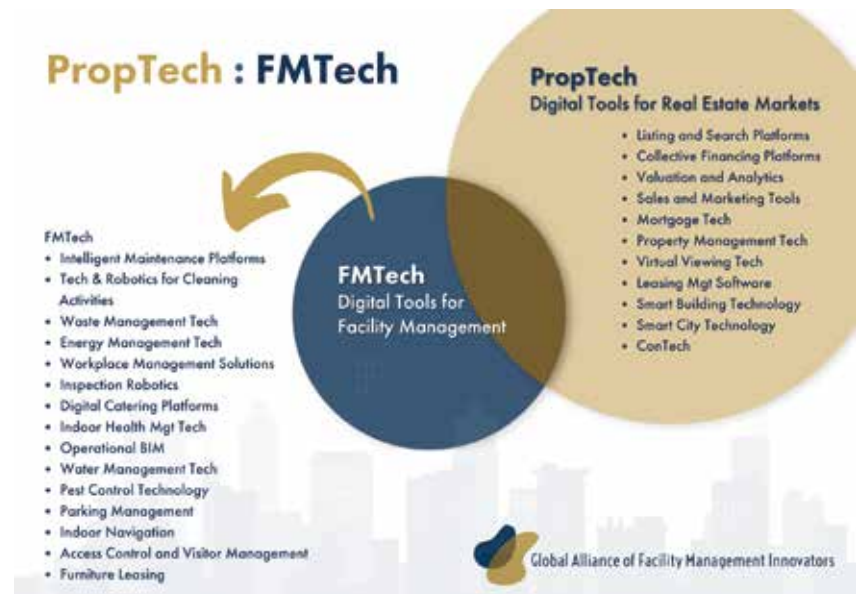 PropTech : FMTech
PropTech
Digital Tools for Real Estate Markets
• Listing and Search Platforms
• Collective Financing Platforms
• Valuation and Analytics
• Sales and Marketing Tools
• Mortgage Tech
• Property Management Tech
• Virtual Viewing Tech
• Leasing Mgt Software
• Smart Building Technology
• Smart City Technology
• ConTech
FMTech
Digital Tools for
Facility Management
FMTech
• Intelligent Maintenance Platforms
• Tech & Robotics for Cleaning
Activities
• Waste Management Tech
• Energy Management Tech
• Workplace Management Solutions
• Inspection Robotics
• Digital Catering Platforms
• Indoor Health Mgt Tech
• Operational BIM
• Water Management Tech
• Pest Control Technology
• Parking Management
• Indoor Navigation
• Access Control and Visitor Management
• Furniture Leasing
Global Alliance of Facility Management Innovators